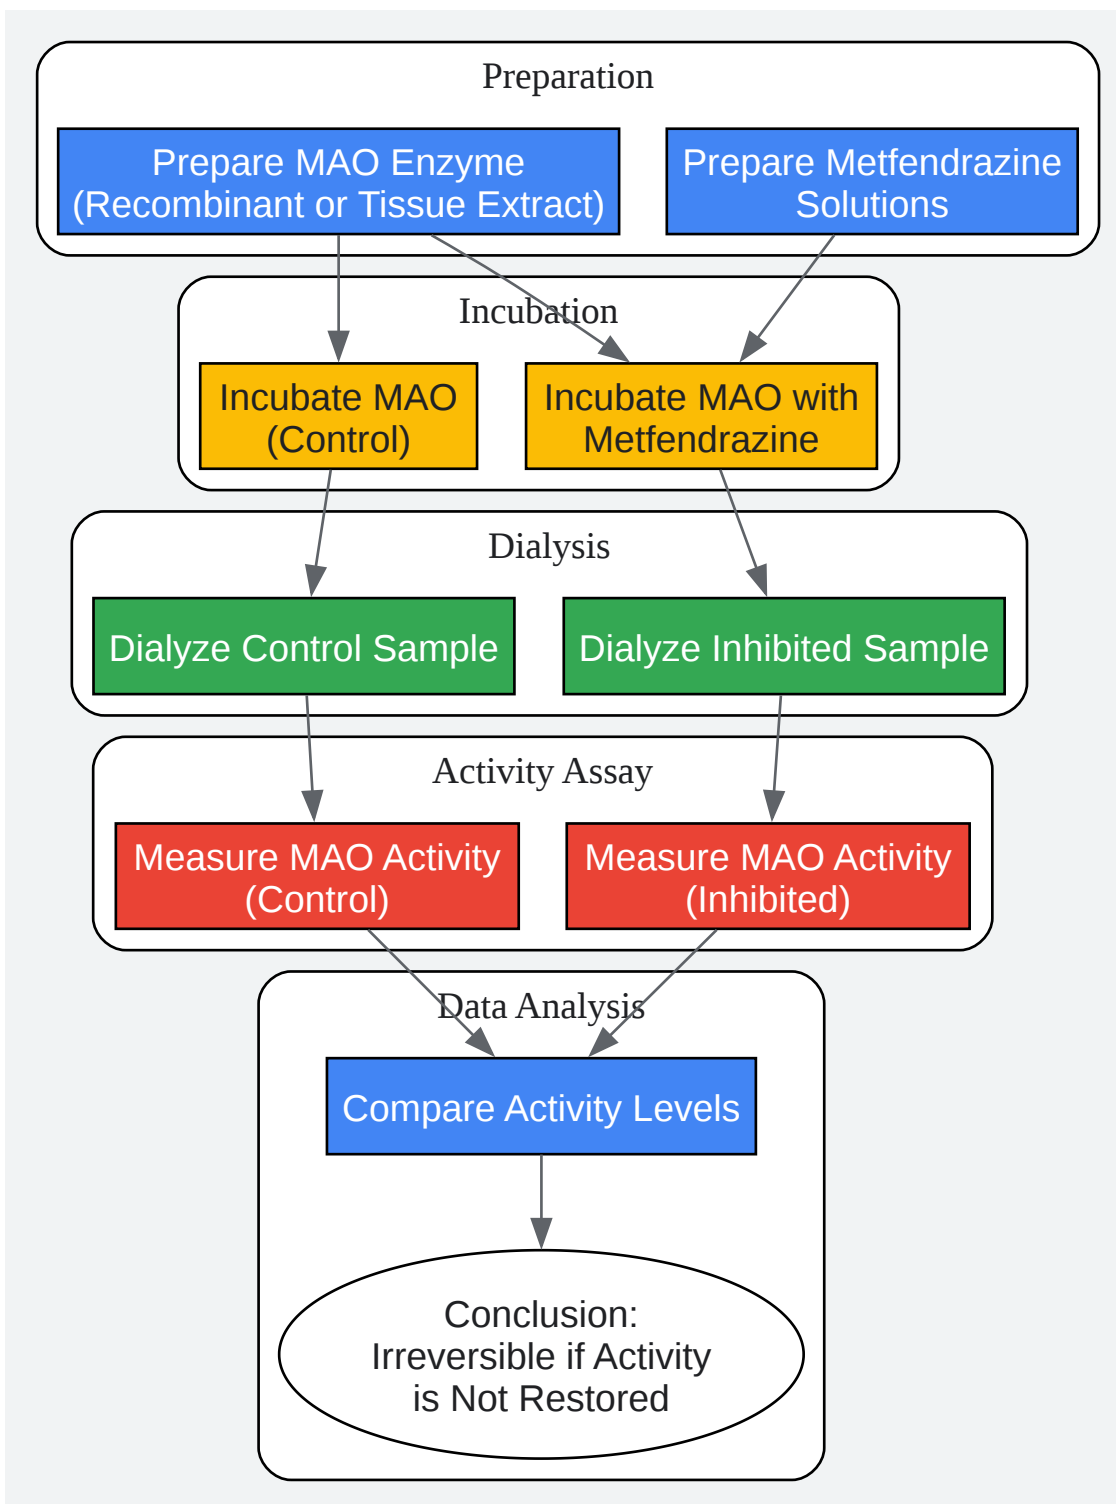 Preparation
Prepare MAO Enzyme
(Recombinant or Tissue Extract)
Prepare Metfendrazine
Solutions
Incubation
Incubate MAO
(Control)
Incubate MAO with
Metfendrazine
Dialysis
Dialyze Control Sample
Dialyze Inhibited Sample
Activity Assay
Measure MAO Activity
(Control)
Measure MAO Activity
(Inhibited)
Data Analysis
Compare Activity Levels
Conclusion:
Irreversible if Activity
is Not Restored